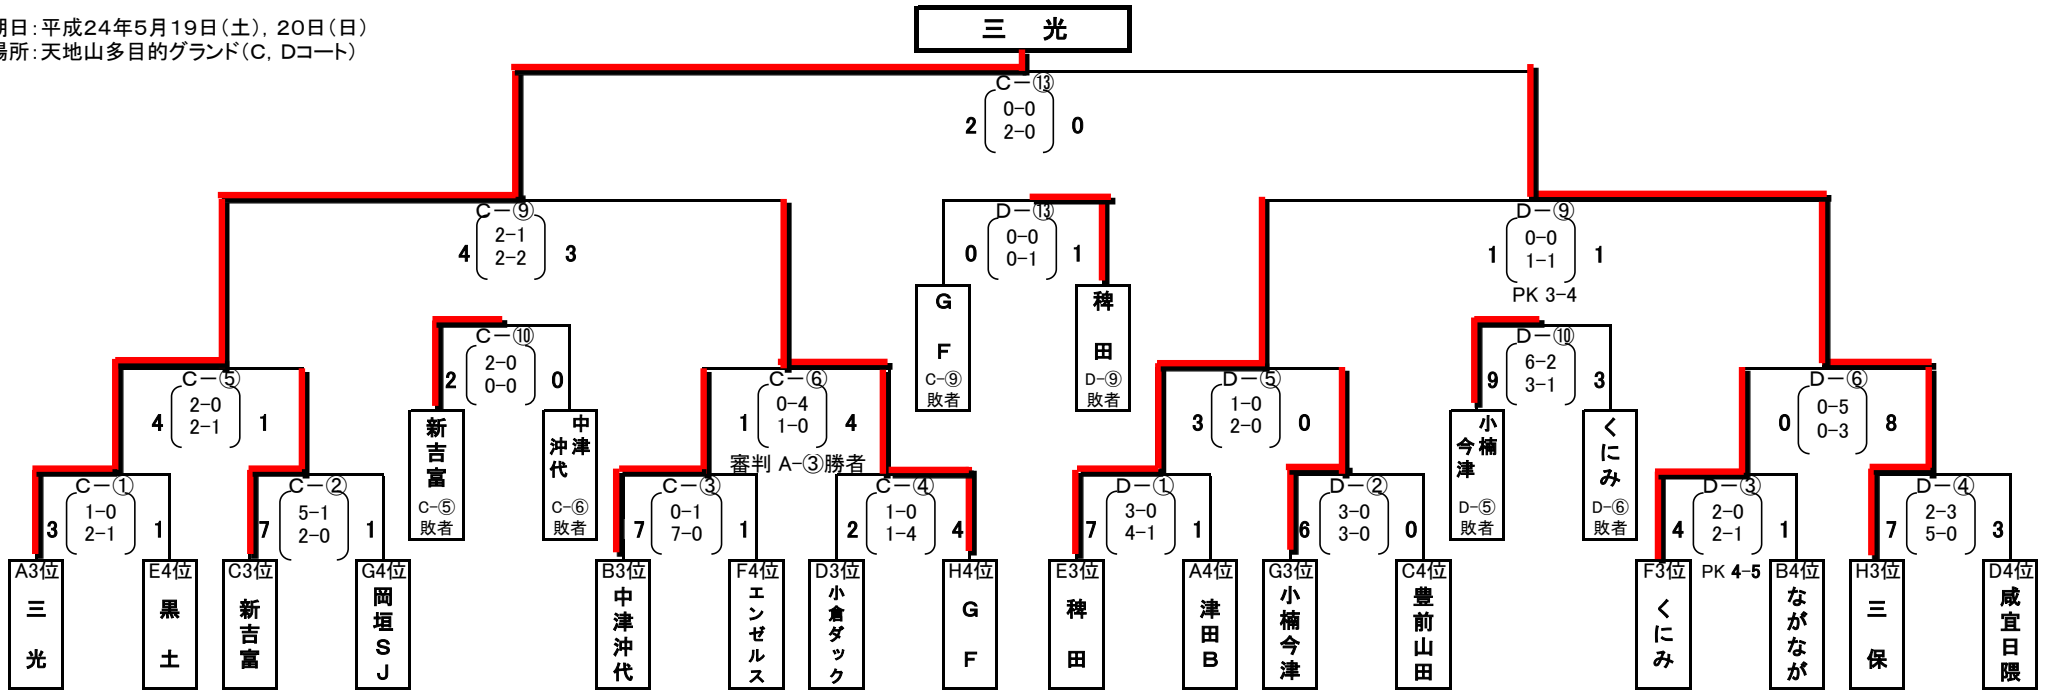 期日：平成２４年５月１９日（土），２０日（日）
場所：天地山多目的グランド（Ｃ，Ｄコート）
三　光
C－⑬
2 0-0 0
2-0
C－⑨
4 2-1 3
2-2
D－⑬
0 0-0 1
0-1
D－⑨
1 0-0 1
1-1
PK 3-4
ＧＦ
C-⑨
敗者
稗田
D-⑨
敗者
C－⑩
2 2-0 0
0-0
D－⑩
9 6-2 3
3-1
C－⑤
4 2-0 1
2-1
C－⑥
1 0-4 4
1-0
審判 A-③勝者
D－⑤
3 1-0 0
2-0
D－⑥
0 0-5 8
0-3
新吉富
C-⑤
敗者
中津沖代
C-⑥
敗者
小楠今津
D-⑤
敗者
くにみ
D-⑥
敗者
C－①
3 1-0 1
2-1
C－②
7 5-1 1
2-0
C－③
7 0-1 1
7-0
C－④
2 1-0 4
1-4
D－①
7 3-0 1
4-1
D－②
6 3-0 0
3-0
D－③
4 2-0 1
2-1
PK 4-5
D－④
7 2-3 3
5-0
A3位
三光
E4位
黒土
C3位
新吉富
G4位
岡垣ＳＪ
B3位
中津沖代
F4位
エンゼルス
D3位
小倉ダック
H4位
ＧＦ
E3位
稗田
A4位
津田Ｂ
G3位
小楠今津
C4位
豊前山田
F3位
くにみ
B4位
ながなが
H3位
三保
D4位
咸宜日隈